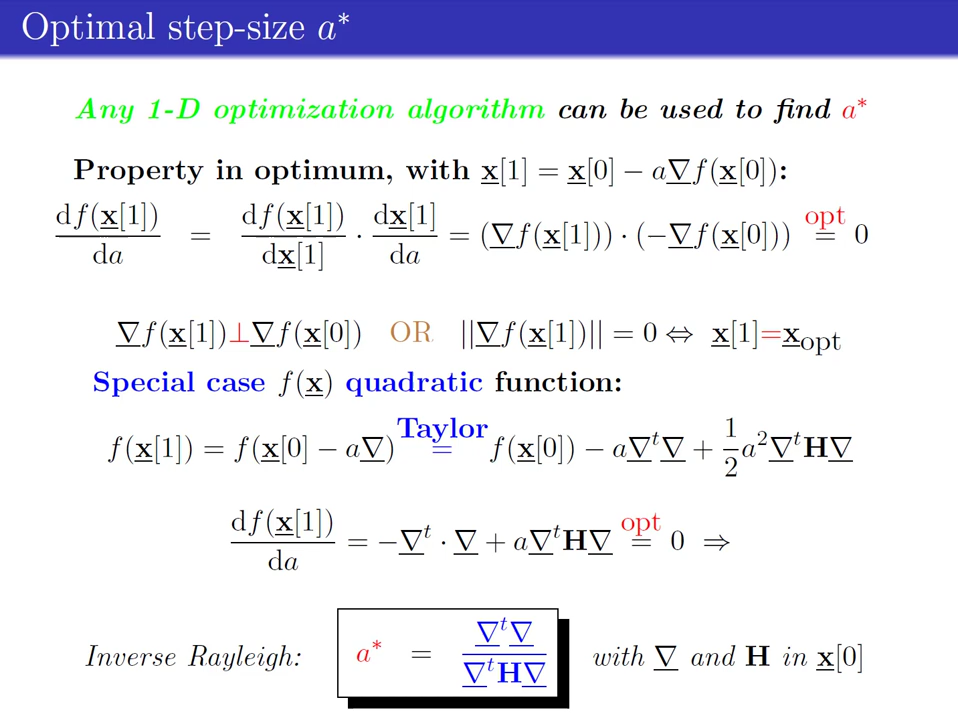 Optimal step-size a*
Any 1-D optimization algorithm can be used to find a*
Property in optimum, with x[1] = x[0] − a∇f(x[0]):
df(x[1])/da = df(x[1])/dx[1] · dx[1]/da = (∇f(x[1])) · (−∇f(x[0])) opt= 0
∇f(x[1])⊥∇f(x[0]) OR ||∇f(x[1])|| = 0 ⇔ x[1]=x_opt
Special case f(x) quadratic function:
f(x[1]) = f(x[0] − a∇) Taylor= f(x[0]) − a∇ᵗ∇ + 1/2 a²∇ᵗH∇
df(x[1])/da = −∇ᵗ · ∇ + a∇ᵗH∇ opt= 0 ⇒
Inverse Rayleigh: a* = ∇ᵗ∇/∇ᵗH∇ with ∇ and H in x[0]